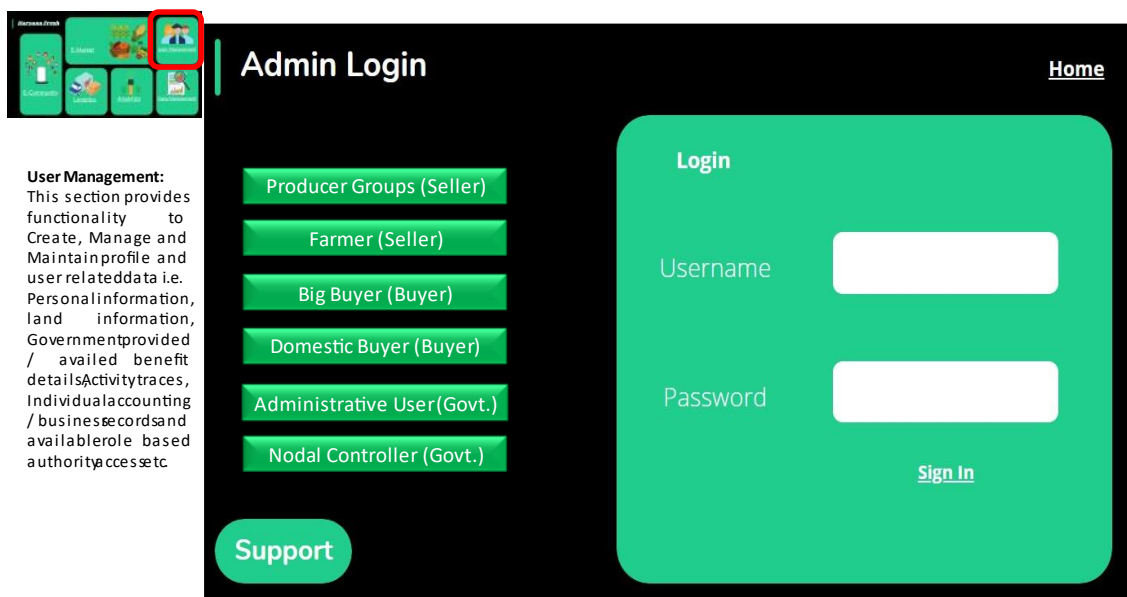 Haryana Fresh
E-Market
Admin Login
Home
User Management:
This section provides
functionality to
Create, Manage and
Maintain profile and
user related data i.e.
Personal information,
land information,
Government provided
/ availed benefit
details Activity traces,
Individual accounting
/ business records and
available role based
authority access etc.
Producer Groups (Seller)
Farmer (Seller)
Big Buyer (Buyer)
Domestic Buyer (Buyer)
Administrative User(Govt.)
Nodal Controller (Govt.)
Support
Login
Username
Password
Sign In